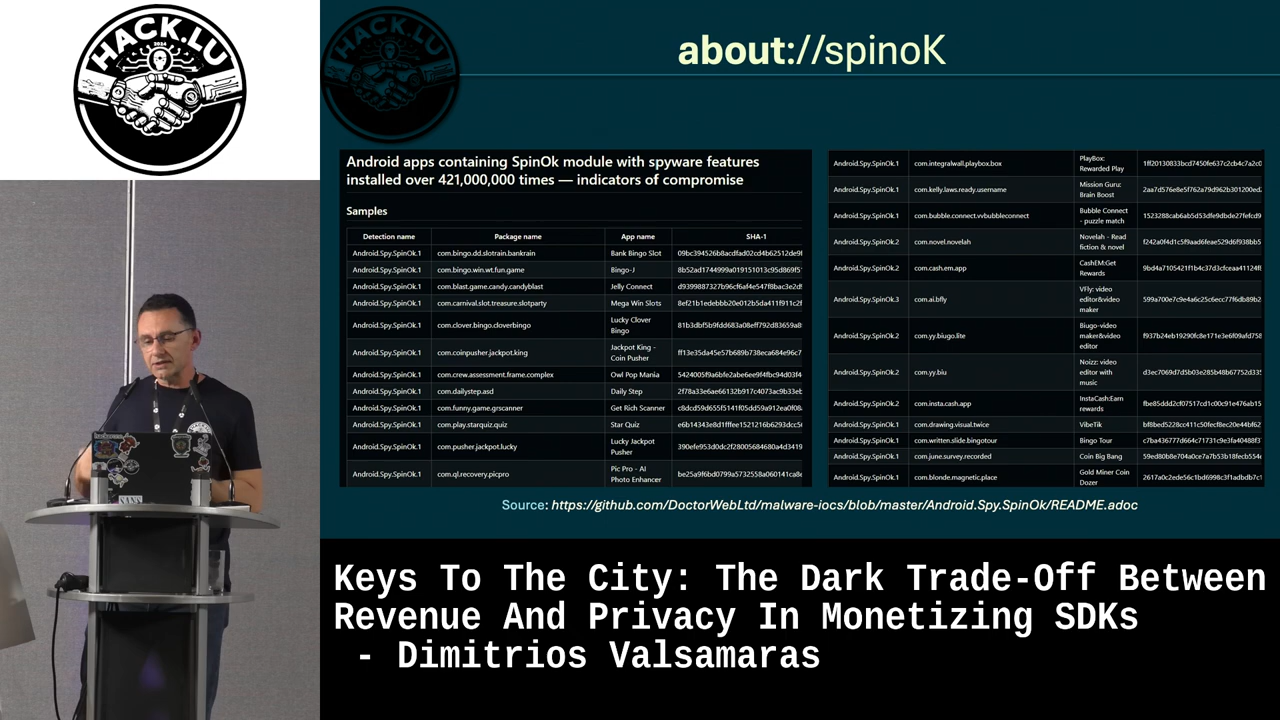 HACK.LU
2024
HACK.LU
about://spinoK
Android apps containing SpinOk module with spyware features
installed over 421,000,000 times — indicators of compromise
Samples
Detection name Package name App name SHA-1
Android.Spy.SpinOk.1 com.bingo.dd.slotrain.bankrain Bank Bingo Slot
Android.Spy.SpinOk.1 com.bingo.win.wt.fun.game Bingo-J
Android.Spy.SpinOk.1 com.blast.game.candy.candyblast Jelly Connect
Android.Spy.SpinOk.1 com.carnival.slot.treasure.slotparty Mega Win Slots
Android.Spy.SpinOk.1 com.clover.bingo.cloverbingo Lucky Clover Bingo
Android.Spy.SpinOk.1 com.coinpusher.jackpot.king Jackpot King - Coin Pusher
Android.Spy.SpinOk.1 com.crew.assessment.frame.complex Owl Pop Mania
Android.Spy.SpinOk.1 com.dailystep.asd Daily Step
Android.Spy.SpinOk.1 com.funny.game.grscanner Get Rich Scanner
Android.Spy.SpinOk.1 com.play.starquiz.quiz Star Quiz
Android.Spy.SpinOk.1 com.pusher.jackpot.lucky Lucky Jackpot Pusher
Android.Spy.SpinOk.1 com.ql.recovery.picpro Pic Pro - AI Photo Enhancer
Android.Spy.SpinOk.1 com.integralwall.playbox.box PlayBox: Rewarded Play
Android.Spy.SpinOk.1 com.kelly.laws.ready.username Mission Guru: Brain Boost
Android.Spy.SpinOk.1 com.bubble.connect.vvbubbleconnect Bubble Connect - puzzle match
Android.Spy.SpinOk.2 com.novel.novelah Novelah - Read fiction & novel
Android.Spy.SpinOk.2 com.cash.em.app CashEM:Get Rewards
Android.Spy.SpinOk.3 com.ai.bfly VFly: video editor&video maker
Android.Spy.SpinOk.2 com.yy.biugo.lite Biugo-video maker&video editor
Android.Spy.SpinOk.2 com.yy.biu Noizz: video editor with music
Android.Spy.SpinOk.2 com.insta.cash.app InstaCash:Earn rewards
Android.Spy.SpinOk.1 com.drawing.visual.twice VibeTik
Android.Spy.SpinOk.1 com.written.slide.bingotour Bingo Tour
Android.Spy.SpinOk.1 com.june.survey.recorded Coin Big Bang
Android.Spy.SpinOk.1 com.blonde.magnetic.place Gold Miner Coin Dozer
Source: https://github.com/DoctorWebLtd/malware-iocs/blob/master/Android.Spy.SpinOk/README.adoc
Keys To The City: The Dark Trade-Off Between
Revenue And Privacy In Monetizing SDKs
- Dimitrios Valsamaras